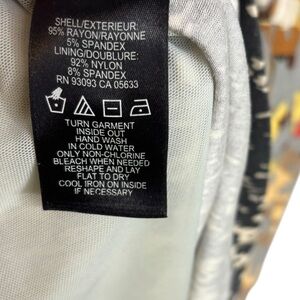 SHELL/EXTERIEUR:
95% RAYON/RAYONNE
5% SPANDEX
LINING/DOUBLURE:
92% NYLON
8% SPANDEX
RN 93093 CA 05633
TURN GARMENT
INSIDE OUT
HAND WASH
IN COLD WATER
ONLY NON-CHLORINE
BLEACH WHEN NEEDED
RESHAPE AND LAY
FLAT TO DRY
COOL IRON ON INSIDE
IF NECESSARY